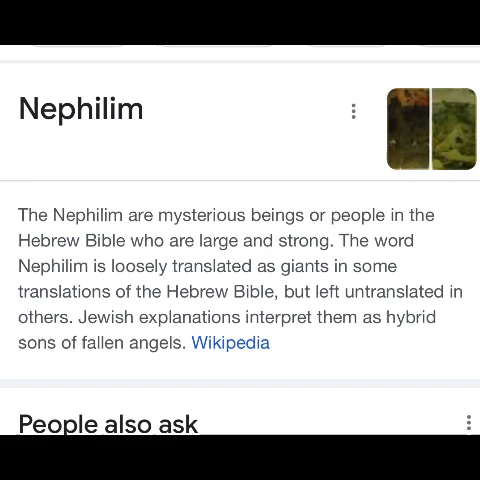 Nephilim
The Nephilim are mysterious beings or people in the
Hebrew Bible who are large and strong. The word
Nephilim is loosely translated as giants in some
translations of the Hebrew Bible, but left untranslated in
others. Jewish explanations interpret them as hybrid
sons of fallen angels. Wikipedia
People also ask